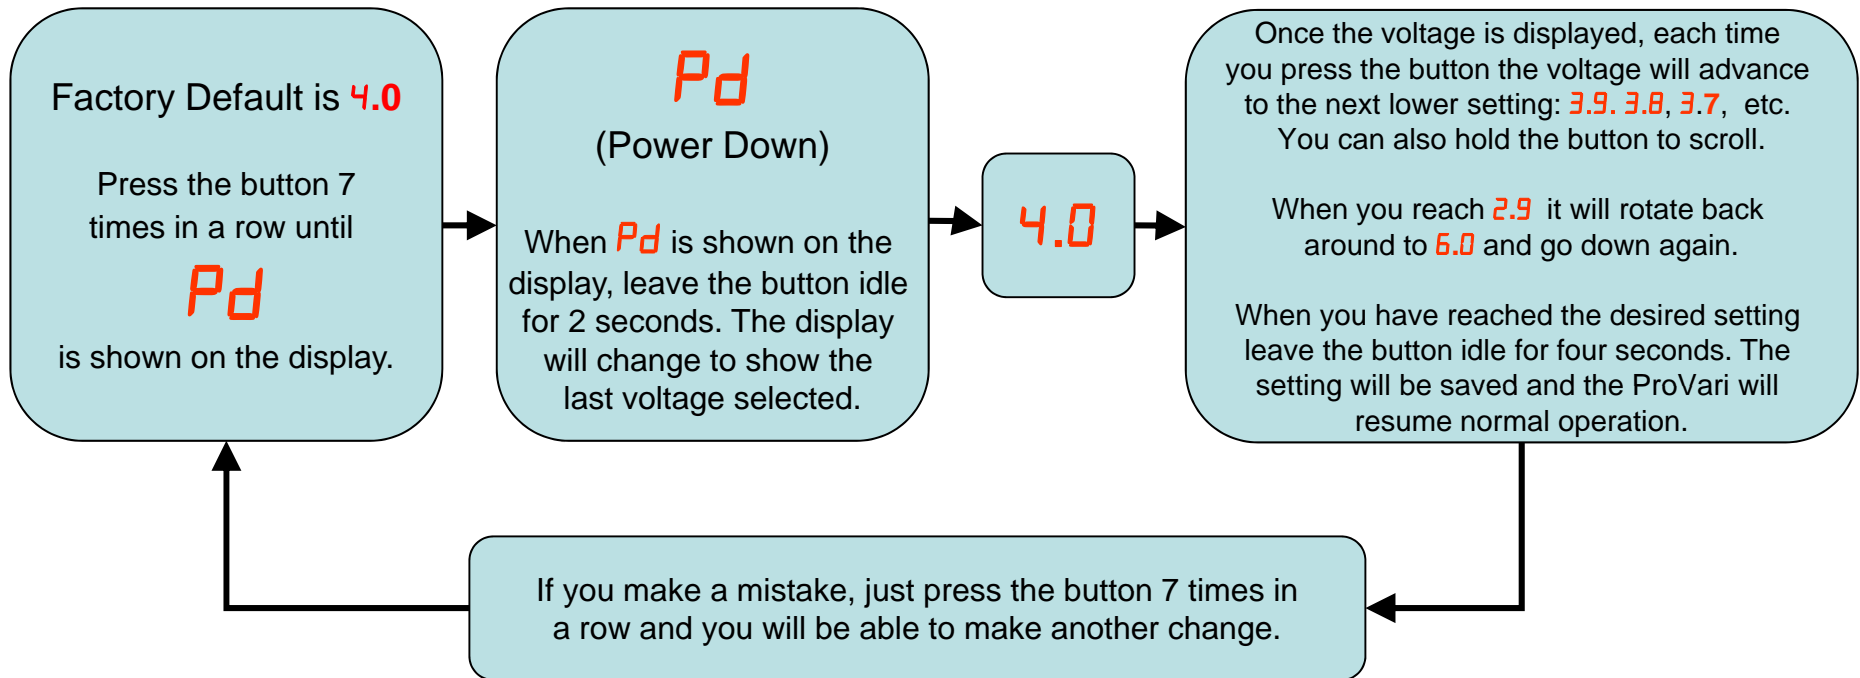 Factory Default is 4.0
Press the button 7
times in a row until
Pd
is shown on the display.
Pd
(Power Down)
When Pd is shown on the
display, leave the button idle
for 2 seconds. The display
will change to show the
last voltage selected.
4.0
Once the voltage is displayed, each time
you press the button the voltage will advance
to the next lower setting: 3.9. 3.8, 3.7, etc.
You can also hold the button to scroll.
When you reach 2.9 it will rotate back
around to 6.0 and go down again.
When you have reached the desired setting
leave the button idle for four seconds. The
setting will be saved and the ProVari will
resume normal operation.
If you make a mistake, just press the button 7 times in
a row and you will be able to make another change.